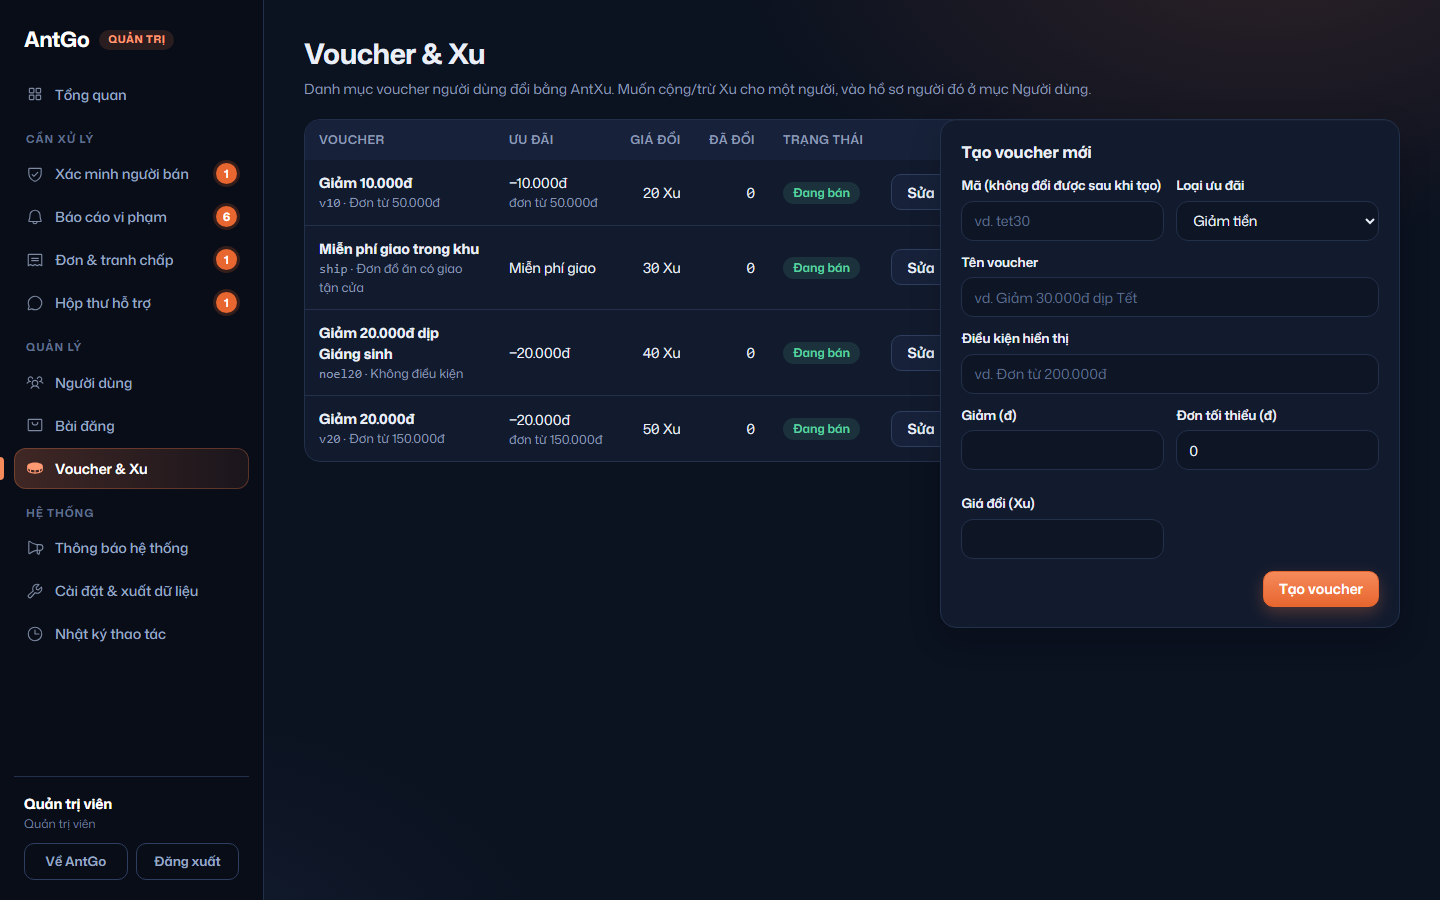 AntGo QUẢN TRỊ
Tổng quan
CẦN XỬ LÝ
Xác minh người bán 1
Báo cáo vi phạm 6
Đơn & tranh chấp 1
Hộp thư hỗ trợ 1
QUẢN LÝ
Người dùng
Bài đăng
Voucher & Xu
HỆ THỐNG
Thông báo hệ thống
Cài đặt & xuất dữ liệu
Nhật ký thao tác
Quản trị viên
Quản trị viên
Về AntGo Đăng xuất
Voucher & Xu
Danh mục voucher người dùng đổi bằng AntXu. Muốn cộng/trừ Xu cho một người, vào hồ sơ người đó ở mục Người dùng.
VOUCHER ƯU ĐÃI GIÁ ĐỔI ĐÃ ĐỔI TRẠNG THÁI
Giảm 10.000đ −10.000đ 20 Xu 0 Đang bán Sửa
v10 · Đơn từ 50.000đ đơn từ 50.000đ
Miễn phí giao trong khu
ship · Đơn đồ ăn có giao Miễn phí giao 30 Xu 0 Đang bán Sửa
tận cửa
Giảm 20.000đ dịp
Giáng sinh −20.000đ 40 Xu 0 Đang bán Sửa
noel20 · Không điều kiện
Giảm 20.000đ −20.000đ 50 Xu 0 Đang bán Sửa
v20 · Đơn từ 150.000đ đơn từ 150.000đ
Tạo voucher mới
Mã (không đổi được sau khi tạo) Loại ưu đãi
vd. tet30 Giảm tiền
Tên voucher
vd. Giảm 30.000đ dịp Tết
Điều kiện hiển thị
vd. Đơn từ 200.000đ
Giảm (đ) Đơn tối thiểu (đ)
0
Giá đổi (Xu)
Tạo voucher